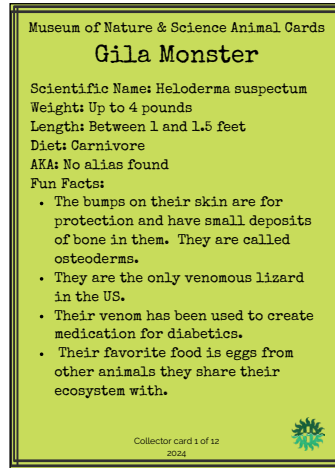 Museum of Nature & Science Animal Cards
Gila Monster
Scientific Name: Heloderma suspectum
Weight: Up to 4 pounds
Length: Between 1 and 1.5 feet
Diet: Carnivore
AKA: No alias found
Fun Facts:
• The bumps on their skin are for
protection and have small deposits
of bone in them. They are called
osteoderms.
• They are the only venomous lizard
in the US.
• Their venom has been used to create
medication for diabetics.
• Their favorite food is eggs from
other animals they share their
ecosystem with.
Collector card 1 of 12
2024